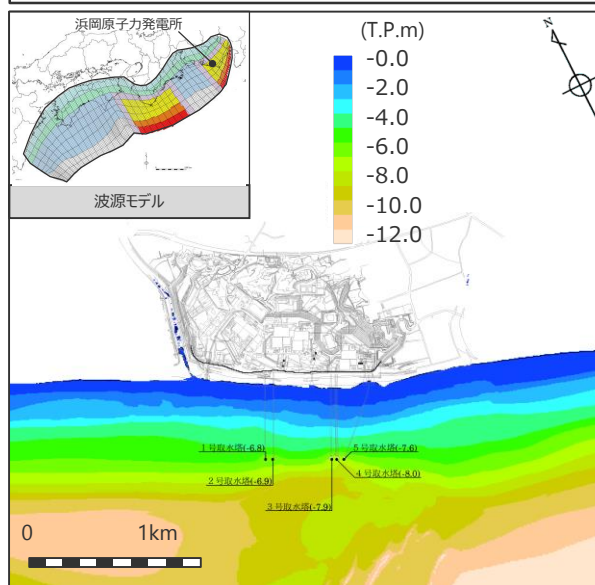 浜岡原子力発電所
波源モデル
(T.P.m)
-0.0
-2.0
-4.0
-6.0
-8.0
-10.0
-12.0
N
1号取水塔(-6.8)
5号取水塔(-7.6)
2号取水塔(-6.9)
4号取水塔(-8.0)
3号取水塔(-7.9)
0 1km